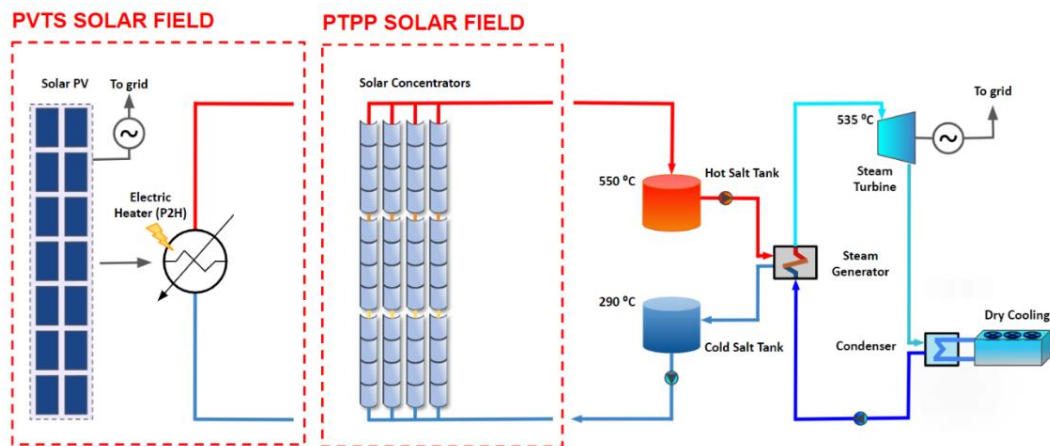 PVTS SOLAR FIELD
PTPP SOLAR FIELD
Solar PV
To grid
Solar Concentrators
To grid
535 ºC
550 ºC
Hot Salt Tank
Steam
Turbine
Electric
Heater (P2H)
Steam
Generator
290 ºC
Dry Cooling
Condenser
Cold Salt Tank